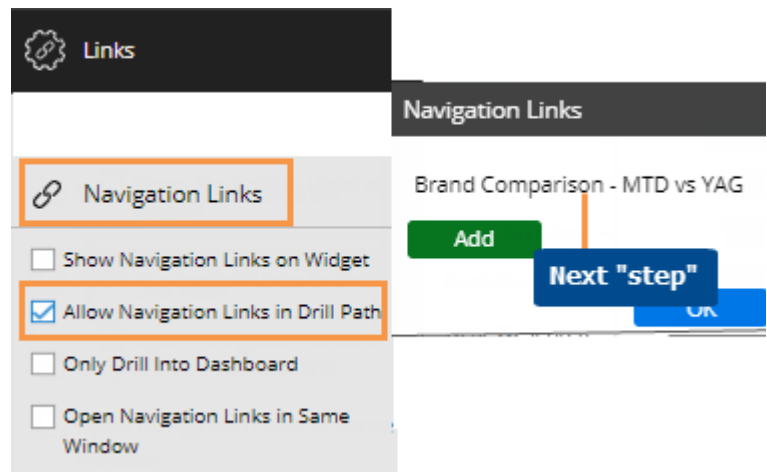 Links
Navigation Links
Show Navigation Links on Widget
Allow Navigation Links in Drill Path
Only Drill Into Dashboard
Open Navigation Links in Same
Window
Navigation Links
Brand Comparison - MTD vs YAG
Add
Next "step"
OK